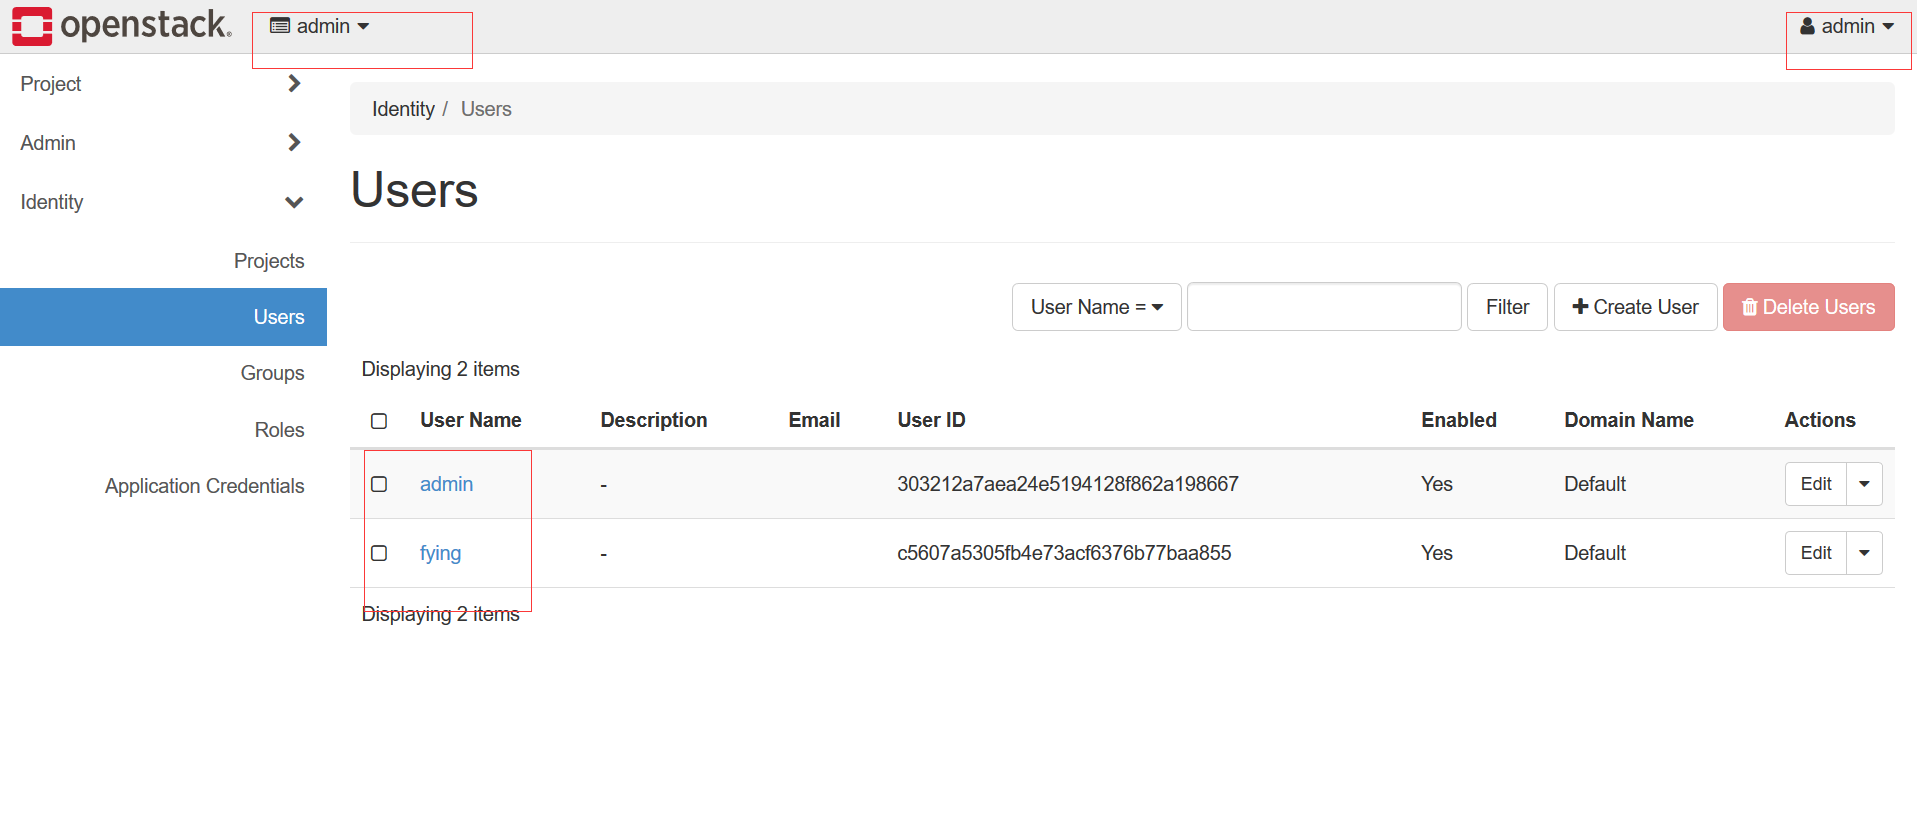 openstack. admin admin
Project
Admin
Identity
Projects
Users
Groups
Roles
Application Credentials
Identity / Users
Users
User Name = Filter Create User Delete Users
Displaying 2 items
User Name Description Email User ID Enabled Domain Name Actions
admin - 303212a7aea24e5194128f862a198667 Yes Default Edit
fying - c5607a5305fb4e73acf6376b77baa855 Yes Default Edit
Displaying 2 items